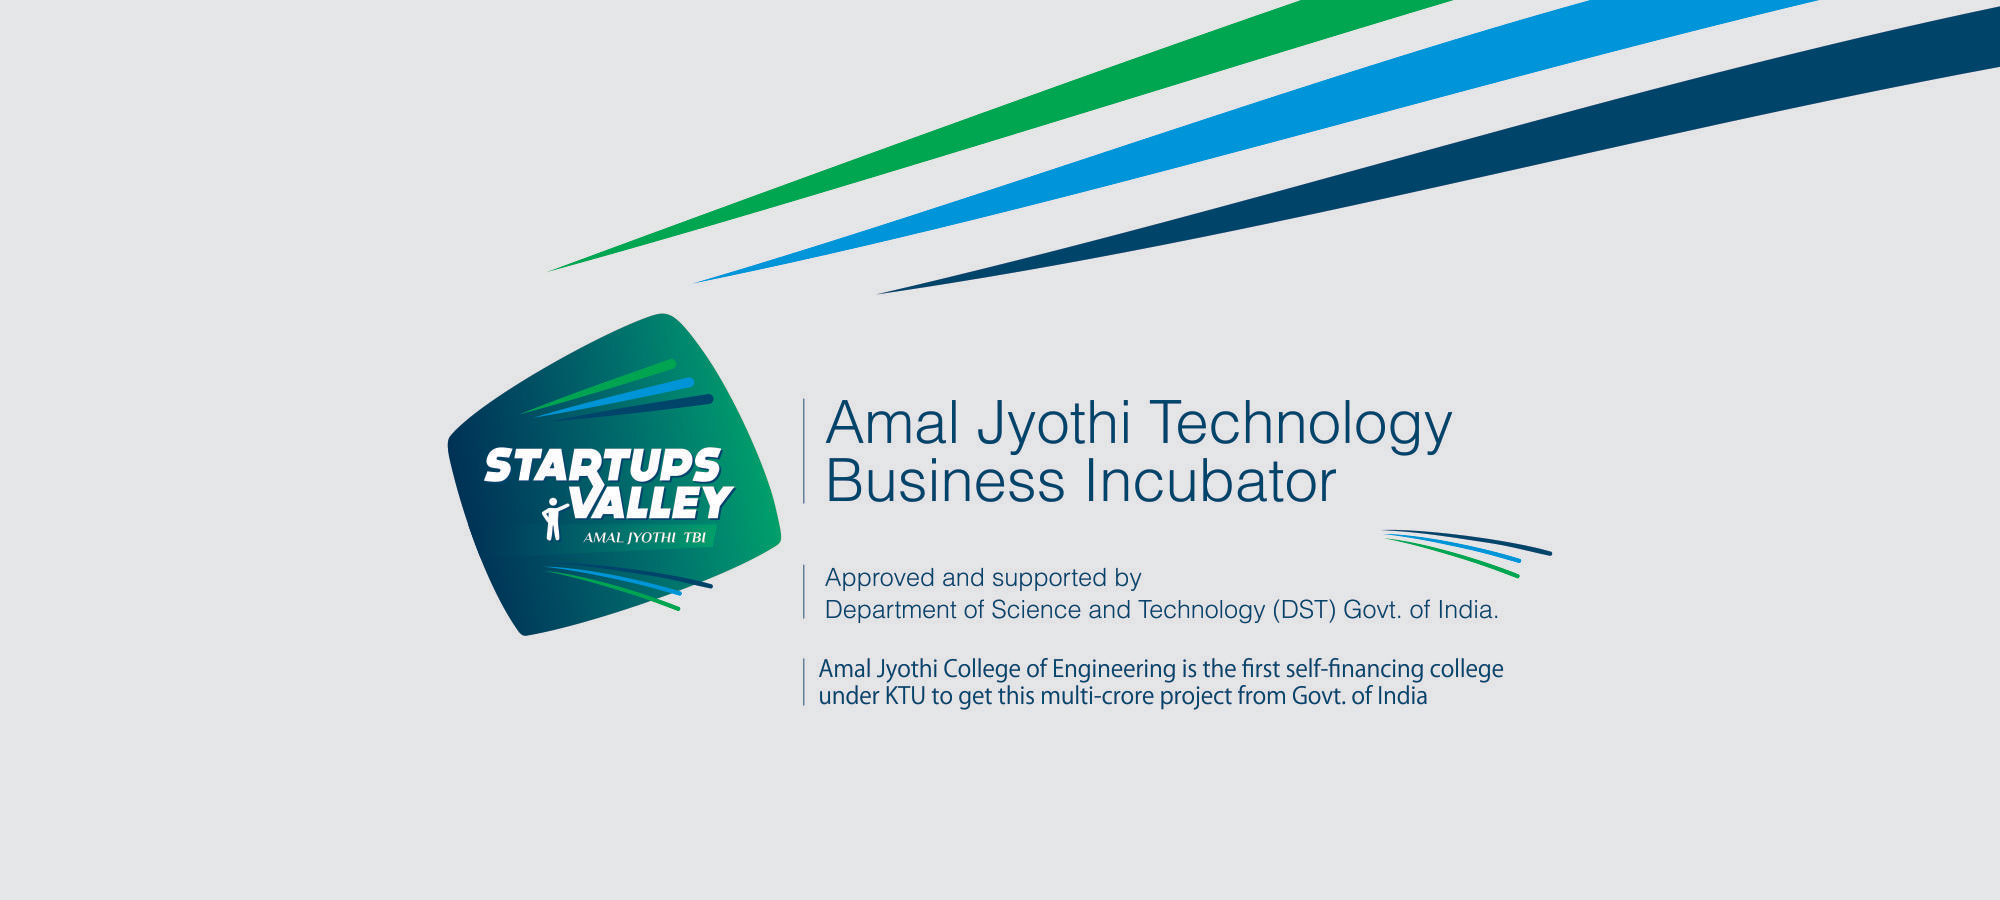 STARTUPS
VALLEY
AMAL JYOTHI TBI
Amal Jyothi Technology
Business Incubator
Approved and supported by
Department of Science and Technology (DST) Govt. of India.
Amal Jyothi College of Engineering is the first self-financing college
under KTU to get this multi-crore project from Govt. of India